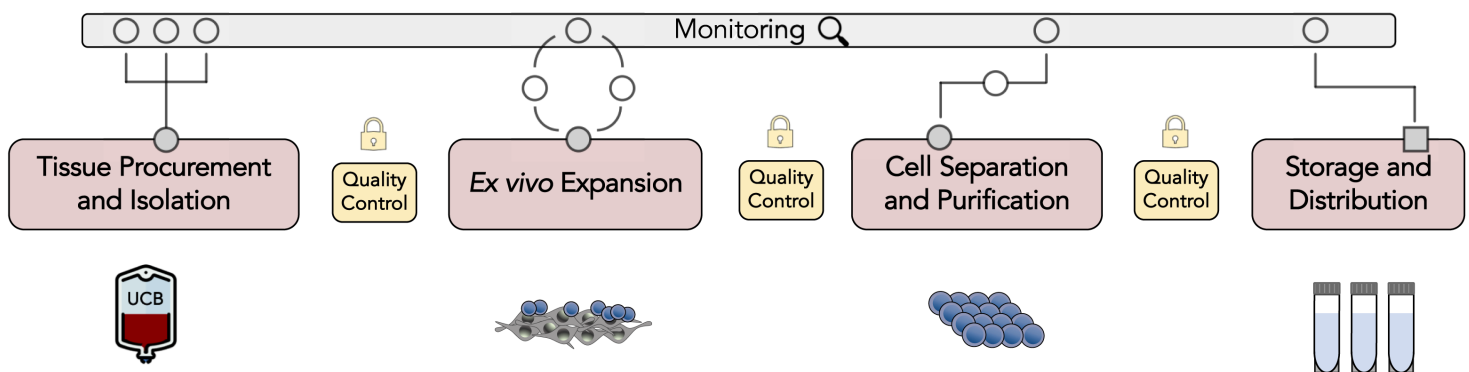 Monitoring
Tissue Procurement
and Isolation
Quality
Control
Ex vivo Expansion
Quality
Control
Cell Separation
and Purification
Quality
Control
Storage and
Distribution
UCB